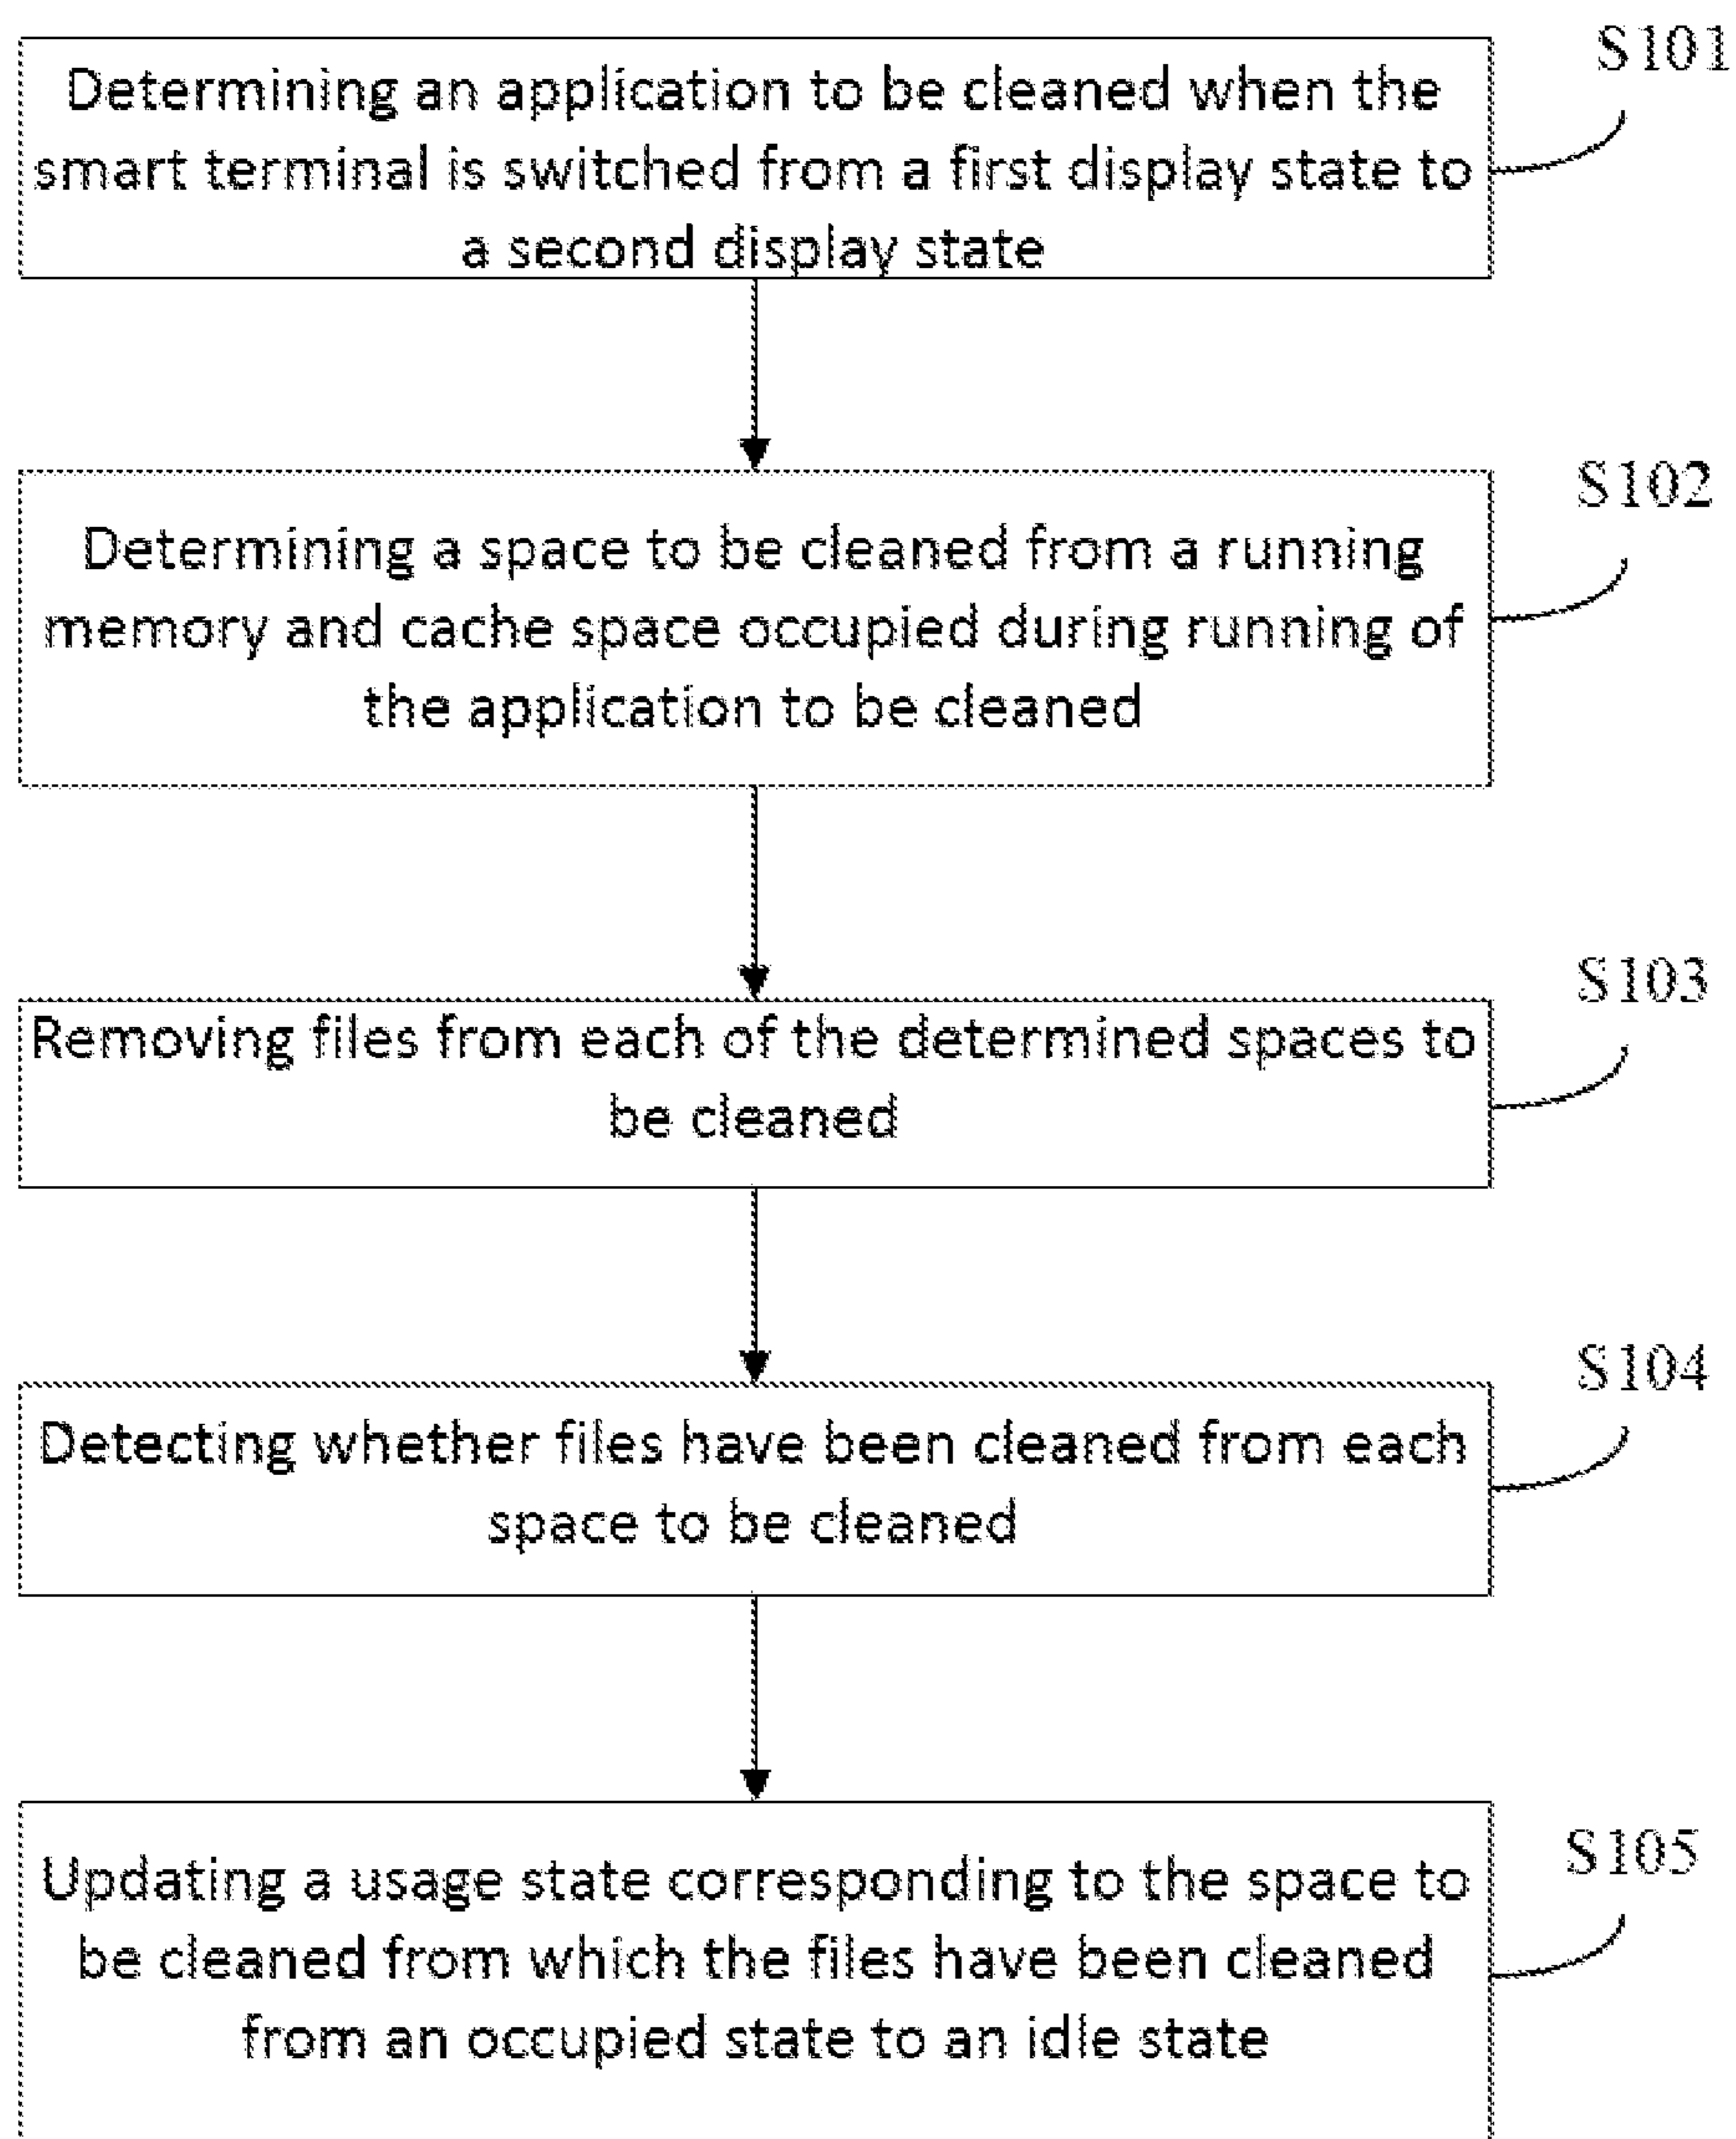 S101
Determining an application to be cleaned when the
smart terminal is switched from a first display state to
a second display state
S102
Determining a space to be cleaned from a running
memory and cache space occupied during running of
the application to be cleaned
S103
Removing files from each of the determined spaces to
be cleaned
S104
Detecting whether files have been cleaned from each
space to be cleaned
S105
Updating a usage state corresponding to the space to
be cleaned from which the files have been cleaned
from an occupied state to an idle state